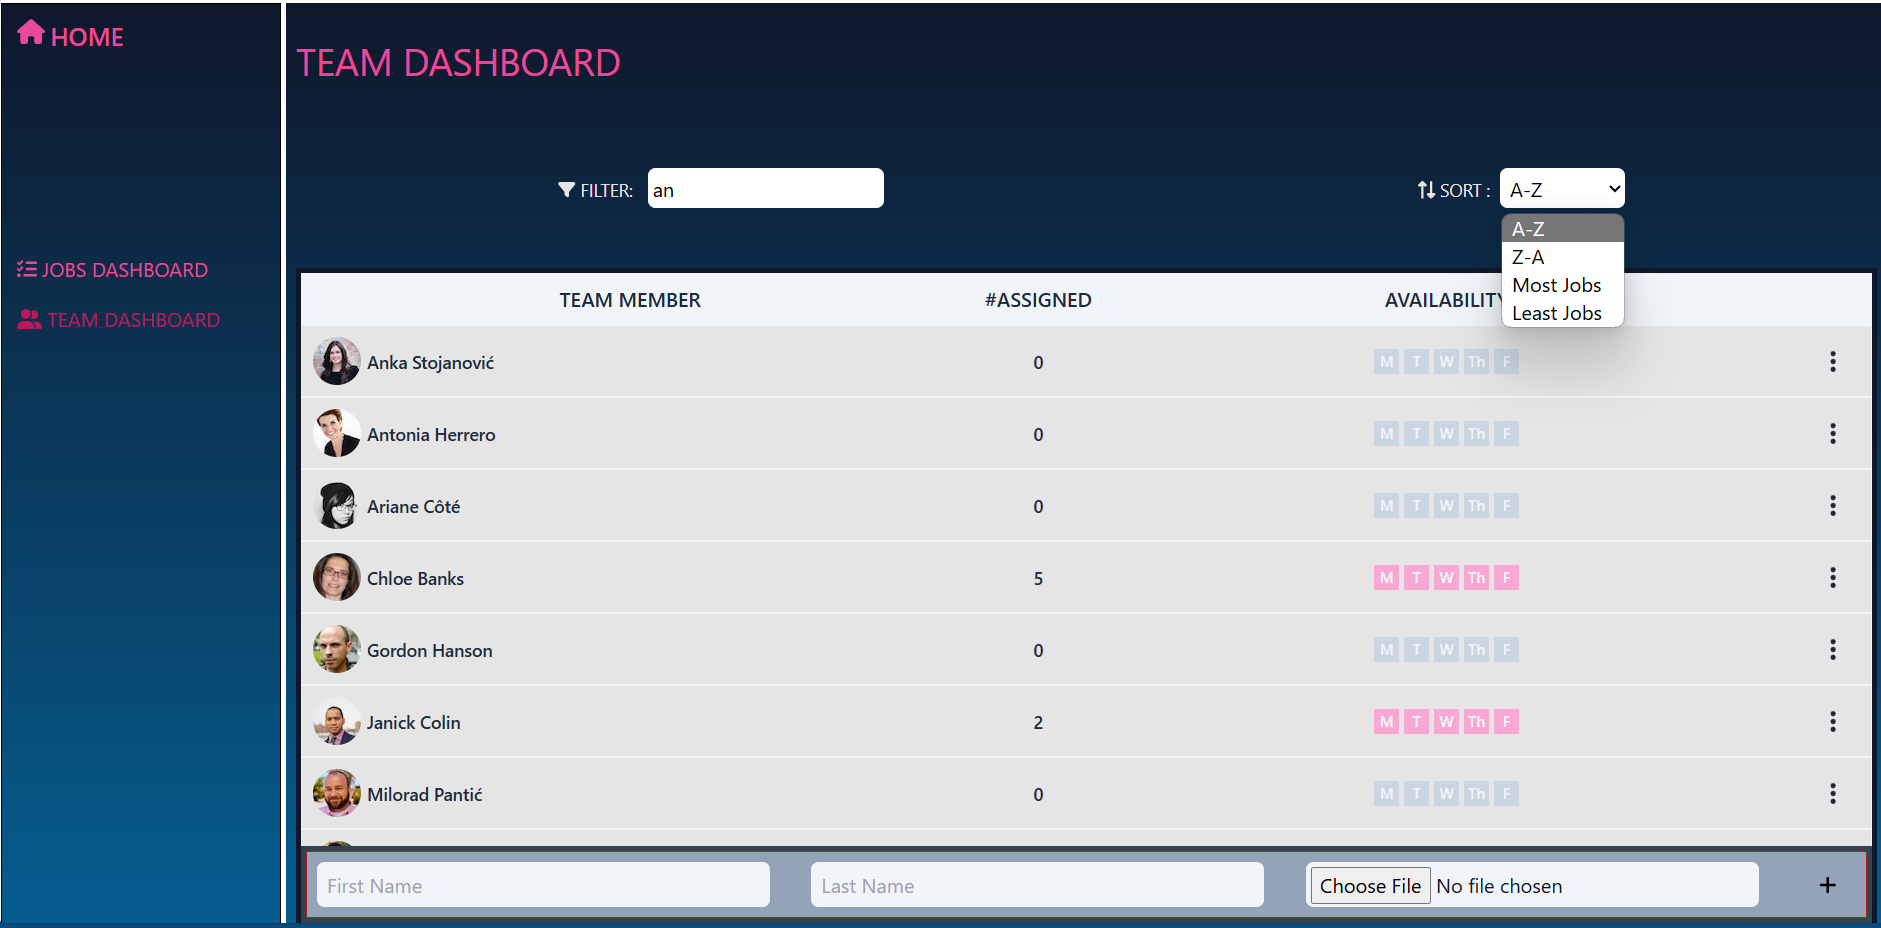 HOME
TEAM DASHBOARD
JOBS DASHBOARD
TEAM DASHBOARD
FILTER: an
SORT : A-Z
A-Z
Z-A
Most Jobs
Least Jobs
TEAM MEMBER #ASSIGNED AVAILABILITY
Anka Stojanović 0 M T W Th F
Antonia Herrero 0 M T W Th F
Ariane Côté 0 M T W Th F
Chloe Banks 5 M T W Th F
Gordon Hanson 0 M T W Th F
Janick Colin 2 M T W Th F
Milorad Pantić 0 M T W Th F
First Name Last Name Choose File No file chosen +